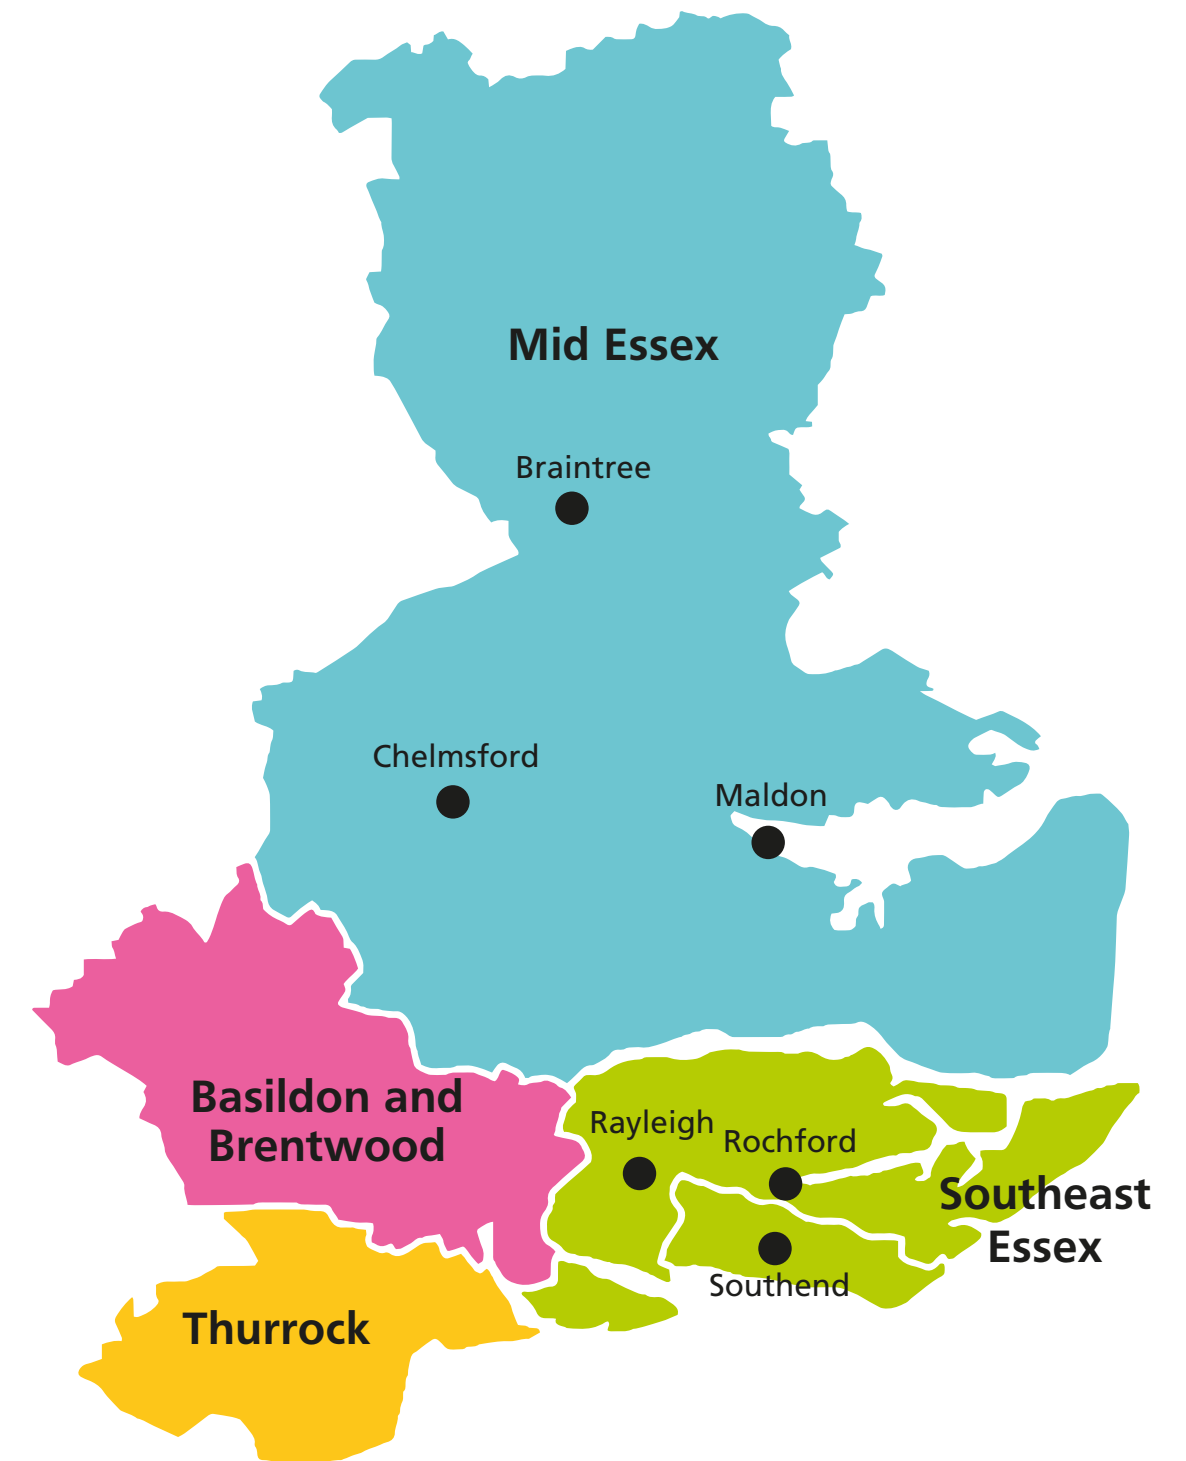 Mid Essex
Braintree
Chelmsford
Maldon
Basildon and
Brentwood
Rayleigh
Rochford
Southeast
Essex
Southend
Thurrock